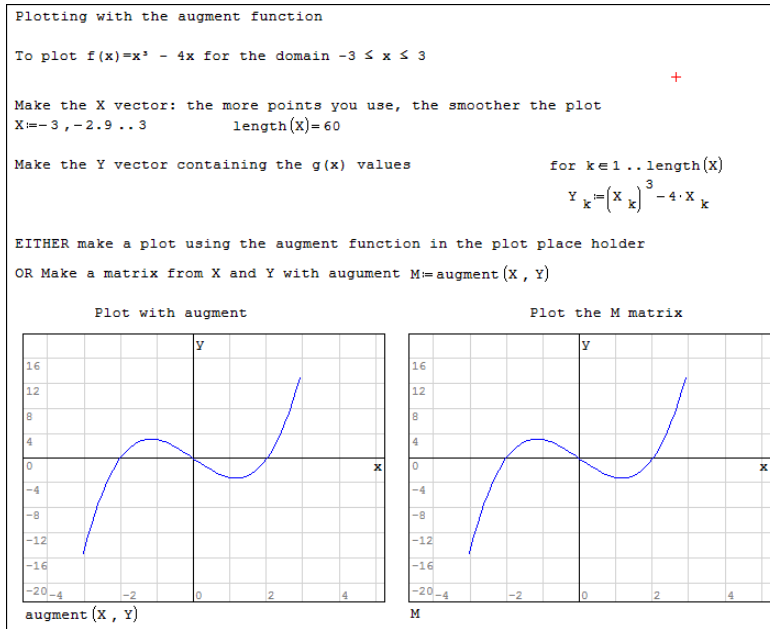 Plotting with the augment function
To plot f(x)=x³ - 4x for the domain -3 ≤ x ≤ 3
Make the X vector: the more points you use, the smoother the plot
X:=-3,-2.9..3 length(X)=60
Make the Y vector containing the g(x) values for k∈1..length(X)
Y k:=(X k)^3-4·X k
EITHER make a plot using the augment function in the plot place holder
OR Make a matrix from X and Y with augument M:=augment(X, Y)
Plot with augment Plot the M matrix
y y
16 16
12 12
8 8
4 4
0 x 0 x
-4 -4
-8 -8
-12 -12
-16 -16
-20 -4 -2 0 2 4 -20 -4 -2 0 2 4
augment(X, Y) M